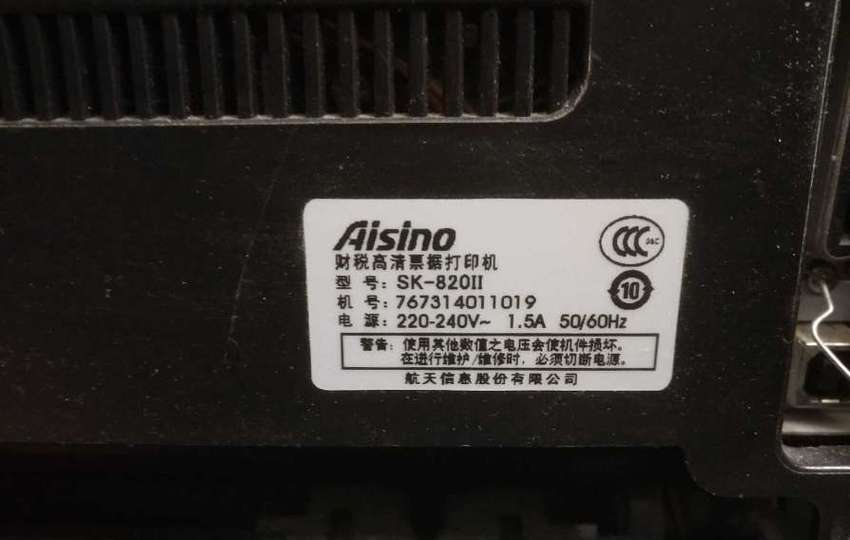 Aisino
财税高清票据打印机
型 号: SK-820II
机 号: 767314011019
电 源: 220-240V~ 1.5A 50/60Hz
警告: 使用其他数值之电压会使机件损坏.
在进行维护/维修时, 必须切断电源。
航天信息股份有限公司
CCC
S&E
10